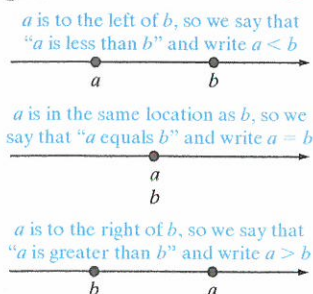 a is to the left of b, so we say that
"a is less than b" and write a < b
a b
a is in the same location as b, so we
say that "a equals b" and write a = b
a
b
a is to the right of b, so we say that
"a is greater than b" and write a > b
b a